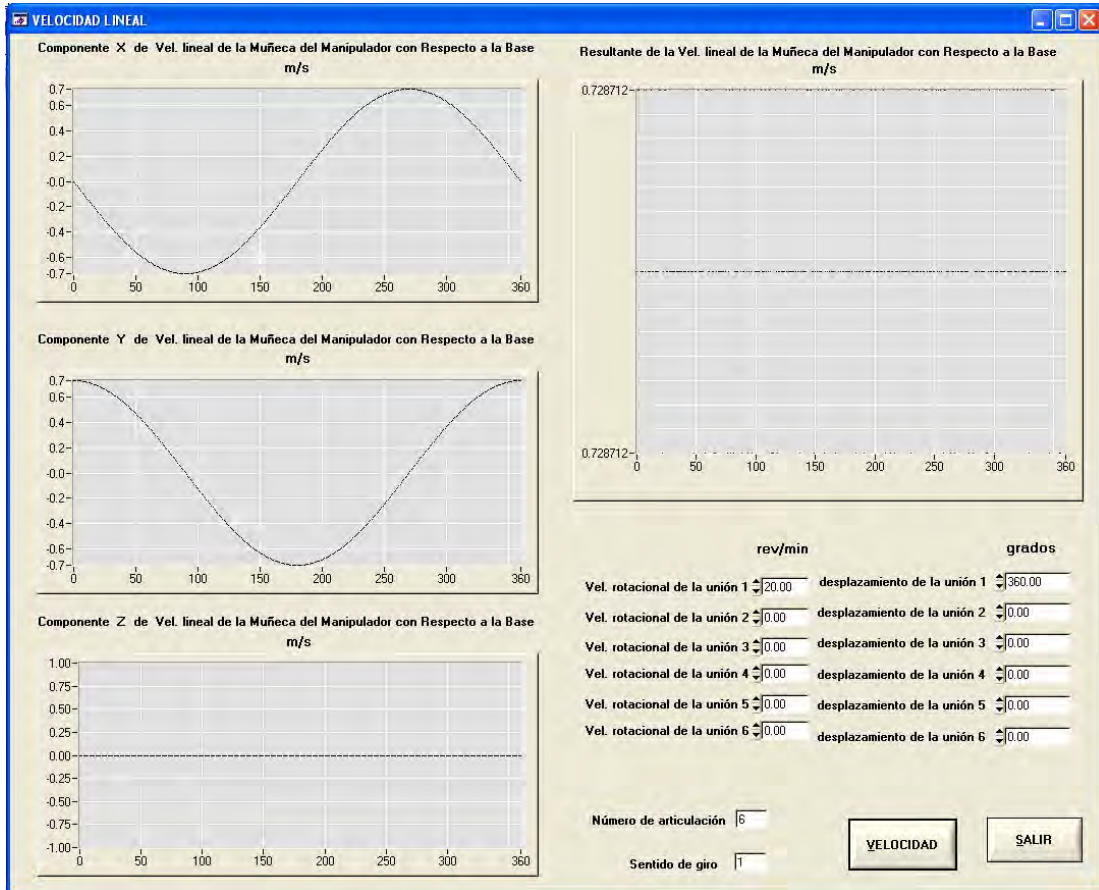 VELOCIDAD LINEAL
Componente X de Vel. lineal de la Muñeca del Manipulador con Respecto a la Base
m/s
0.7
0.6
0.4
0.2
-0.0
-0.2
-0.4
-0.6
-0.7
0 50 100 150 200 250 300 360
Componente Y de Vel. lineal de la Muñeca del Manipulador con Respecto a la Base
m/s
0.7
0.6
0.4
0.2
-0.0
-0.2
-0.4
-0.6
-0.7
0 50 100 150 200 250 300 360
Componente Z de Vel. lineal de la Muñeca del Manipulador con Respecto a la Base
m/s
1.00
0.75
0.50
0.25
0.00
-0.25
-0.50
-0.75
-1.00
0 50 100 150 200 250 300 360
Resultante de la Vel. lineal de la Muñeca del Manipulador con Respecto a la Base
m/s
0.728712
0.728712
0 50 100 150 200 250 300 360
rev/min grados
Vel. rotacional de la unión 1 20.00 desplazamiento de la unión 1 360.00
Vel. rotacional de la unión 2 0.00 desplazamiento de la unión 2 0.00
Vel. rotacional de la unión 3 0.00 desplazamiento de la unión 3 0.00
Vel. rotacional de la unión 4 0.00 desplazamiento de la unión 4 0.00
Vel. rotacional de la unión 5 0.00 desplazamiento de la unión 5 0.00
Vel. rotacional de la unión 6 0.00 desplazamiento de la unión 6 0.00
Número de articulación 6
Sentido de giro 1
VELOCIDAD
SALIR